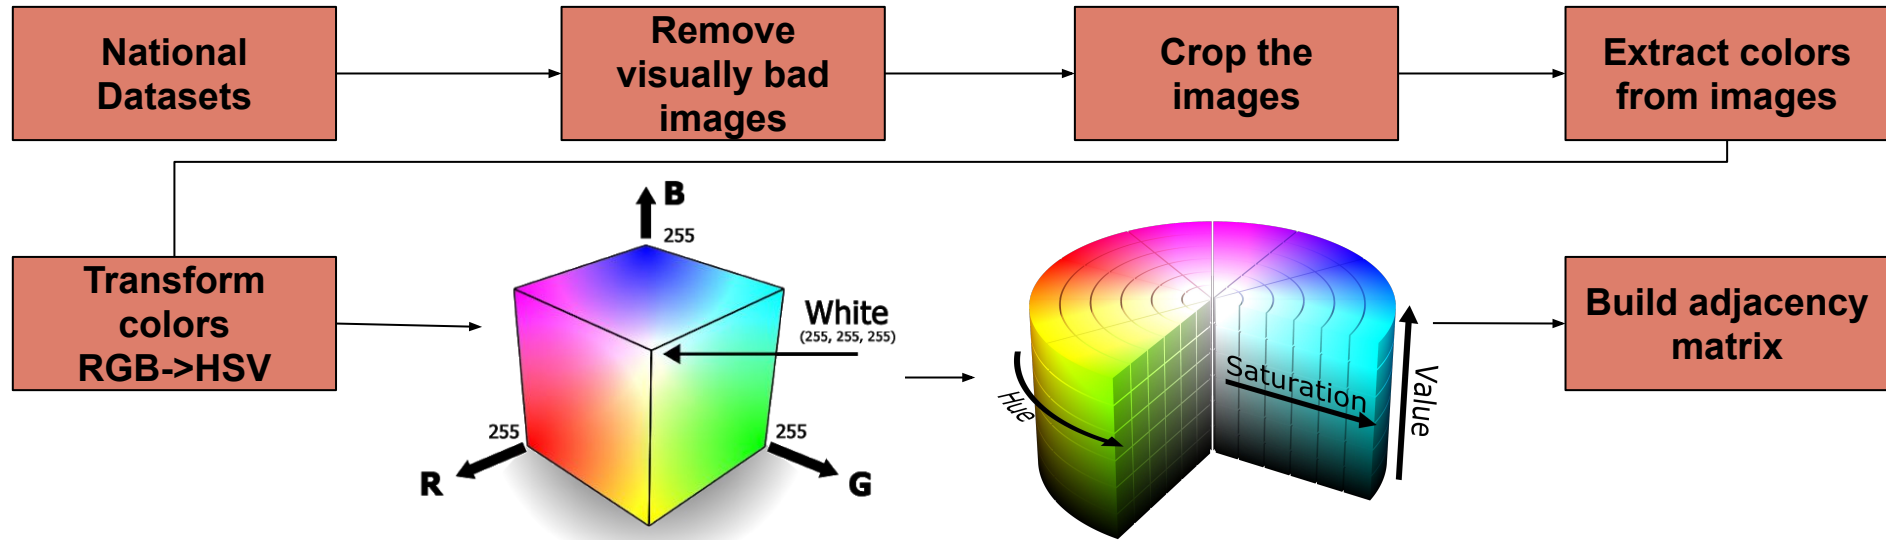 National
Datasets
Remove
visually bad
images
Crop the
images
Extract colors
from images
Transform
colors
RGB->HSV
B
255
White
(255, 255, 255)
255
R
255
G
Hue
Saturation
Value
Build adjacency
matrix